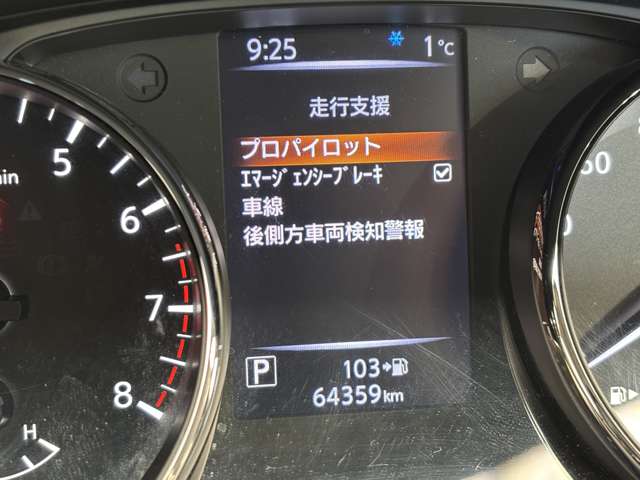 9:25 1℃
走行支援
プロパイロット
ｴﾏｰｼﾞｪﾝｼｰﾌﾞﾚｰｷ
車線
後側方車両検知警報
P 103
64359km
min
5
6
7
8
H